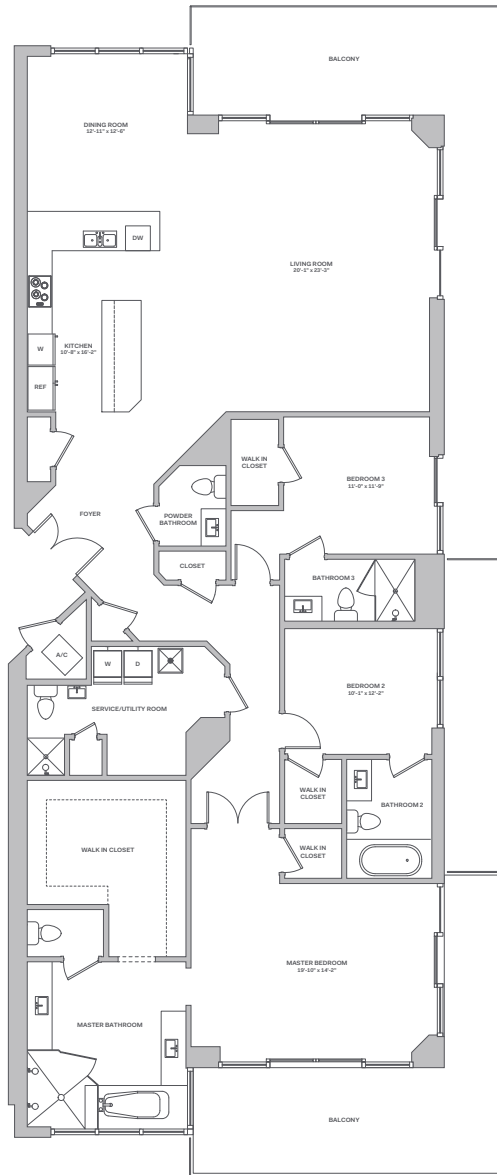 BALCONY
DINING ROOM
12'-11" x 12'-6"
DW
LIVING ROOM
20'-1" x 23'-3"
W
KITCHEN
10'-8" x 16'-2"
REF
WALK IN
CLOSET
BEDROOM 3
11'-0" x 11'-9"
FOYER
POWDER
BATHROOM
CLOSET
BATHROOM 3
A/C
W
D
BEDROOM 2
10'-1" x 12'-2"
SERVICE/UTILITY ROOM
WALK IN
CLOSET
BATHROOM 2
WALK IN CLOSET
WALK IN
CLOSET
MASTER BEDROOM
19'-10" x 14'-2"
MASTER BATHROOM
BALCONY